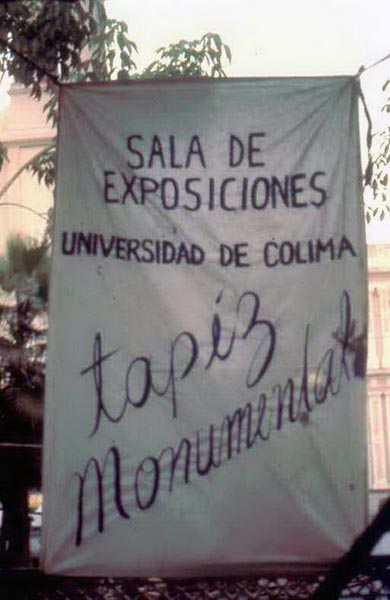 SALA DE
EXPOSICIONES
UNIVERSIDAD DE COLIMA
tapiz
Monumental